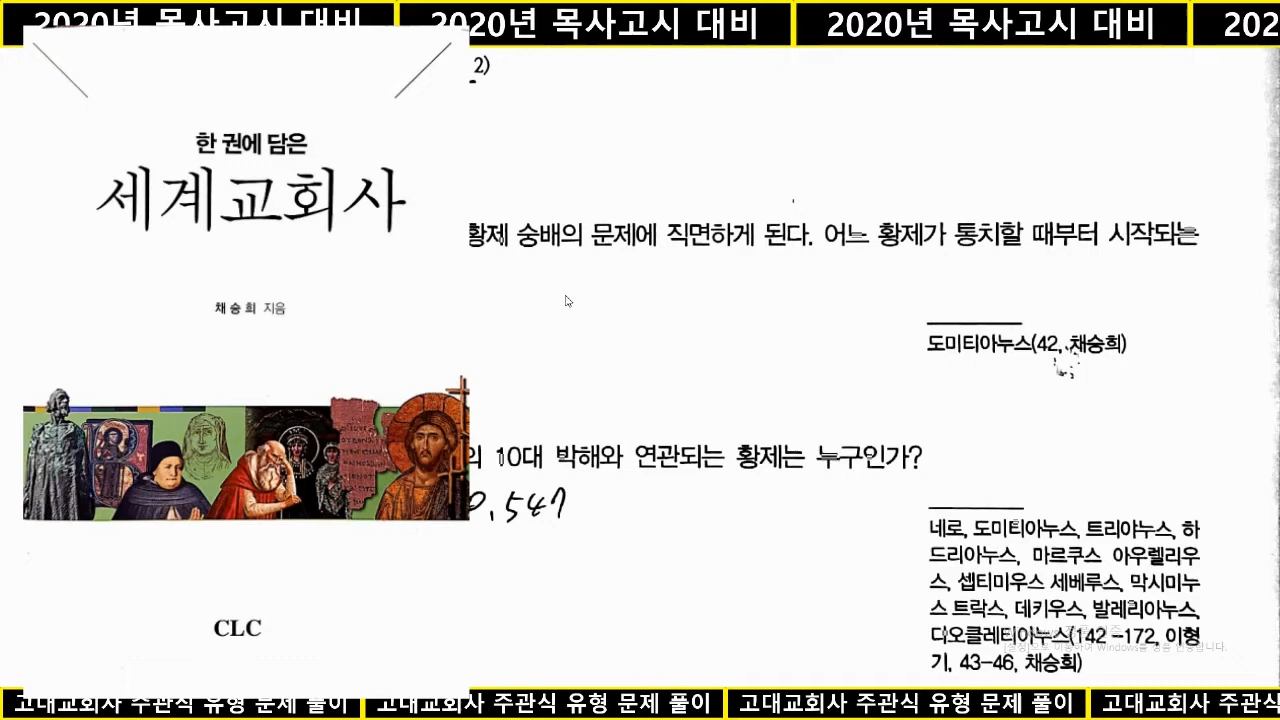 2020년 목사고시 대비
20년 목사고시 대비
2020년 목사고시 대비
202
2)
한 권에 담은
세계교회사
채승희 지음
CLC
황제 숭배의 문제에 직면하게 된다. 어느 황제가 통치할 때부터 시작되는
도미티아누스(42, 채승희)
의 10대 박해와 연관되는 황제는 누구인가?
네로, 도미티아누스, 트리야누스, 하
드리아누스, 마르쿠스 아우렐리우
스, 셉티미우스 세베루스, 막시미누
스 트락스, 데키우스, 발레리아누스,
디오클레티아누스(142-172, 이형
기, 43-46, 채승희)
고대교회사 주관식 유형 문제 풀이
고대교회사 주관식 유형 문제 풀이
고대교회사 주관식 유형 문제 풀이
고대교회사 주관식